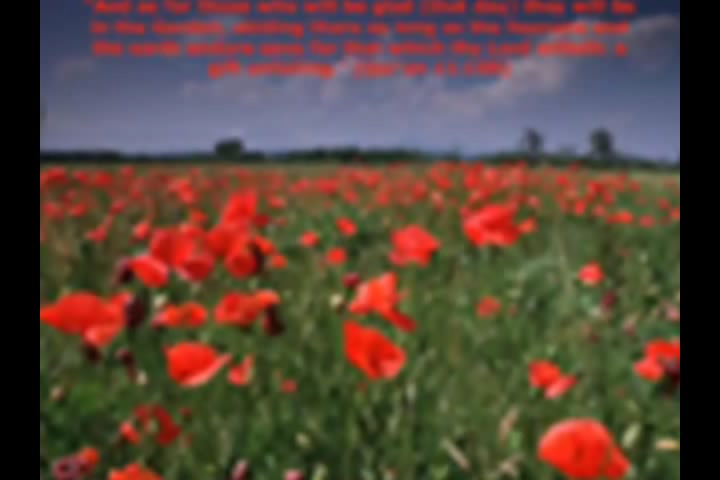 "And as for those who will be glad (that day) they will be
in the Garden, abiding there so long as the heavens and
the earth endure save for that which thy Lord willeth: a
gift unfailing." (Qur'an 11:108)